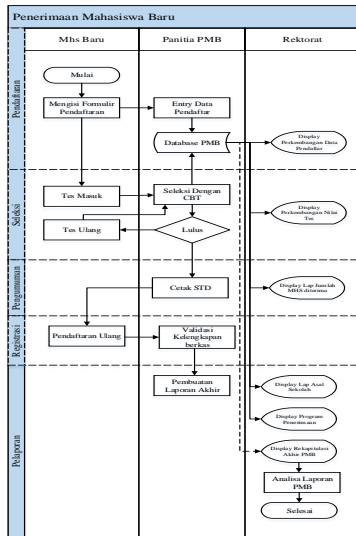 Penerimaan Mahasiswa Baru
Mhs Baru
Panitia PMB
Rektorat
Pendaftaran
Mulai
Mengisi Formulir
Pendaftaran
Entry Data
Pendaftar
Database PMB
Display
Perkembangan Data
Pendaftar
Seleksi
Tes Masuk
Seleksi Dengan
CBT
Display
Perkembangan Nilai
Tes
Tes Ulang
Lulus
Pengumuman
Cetak STD
Display Lap Jumlah
MHS diterima
Registrasi
Pendaftaran Ulang
Validasi
Kelengkapan
berkas
Pelaporan
Pembuatan
Laporan Akhir
Display Lap Asal
Sekolah
Display Program
Penerimaan
Display Rekapitulasi
Akhir PMB
Analisa Laporan
PMB
Selesai